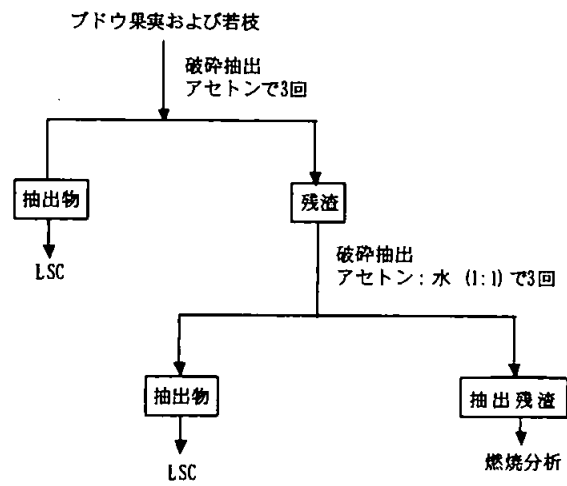 ブドウ果実および若枝
破砕抽出
アセトンで3回
抽出物
残渣
LSC
破砕抽出
アセトン：水 (1:1) で3回
抽出物
抽出残渣
LSC
燃焼分析